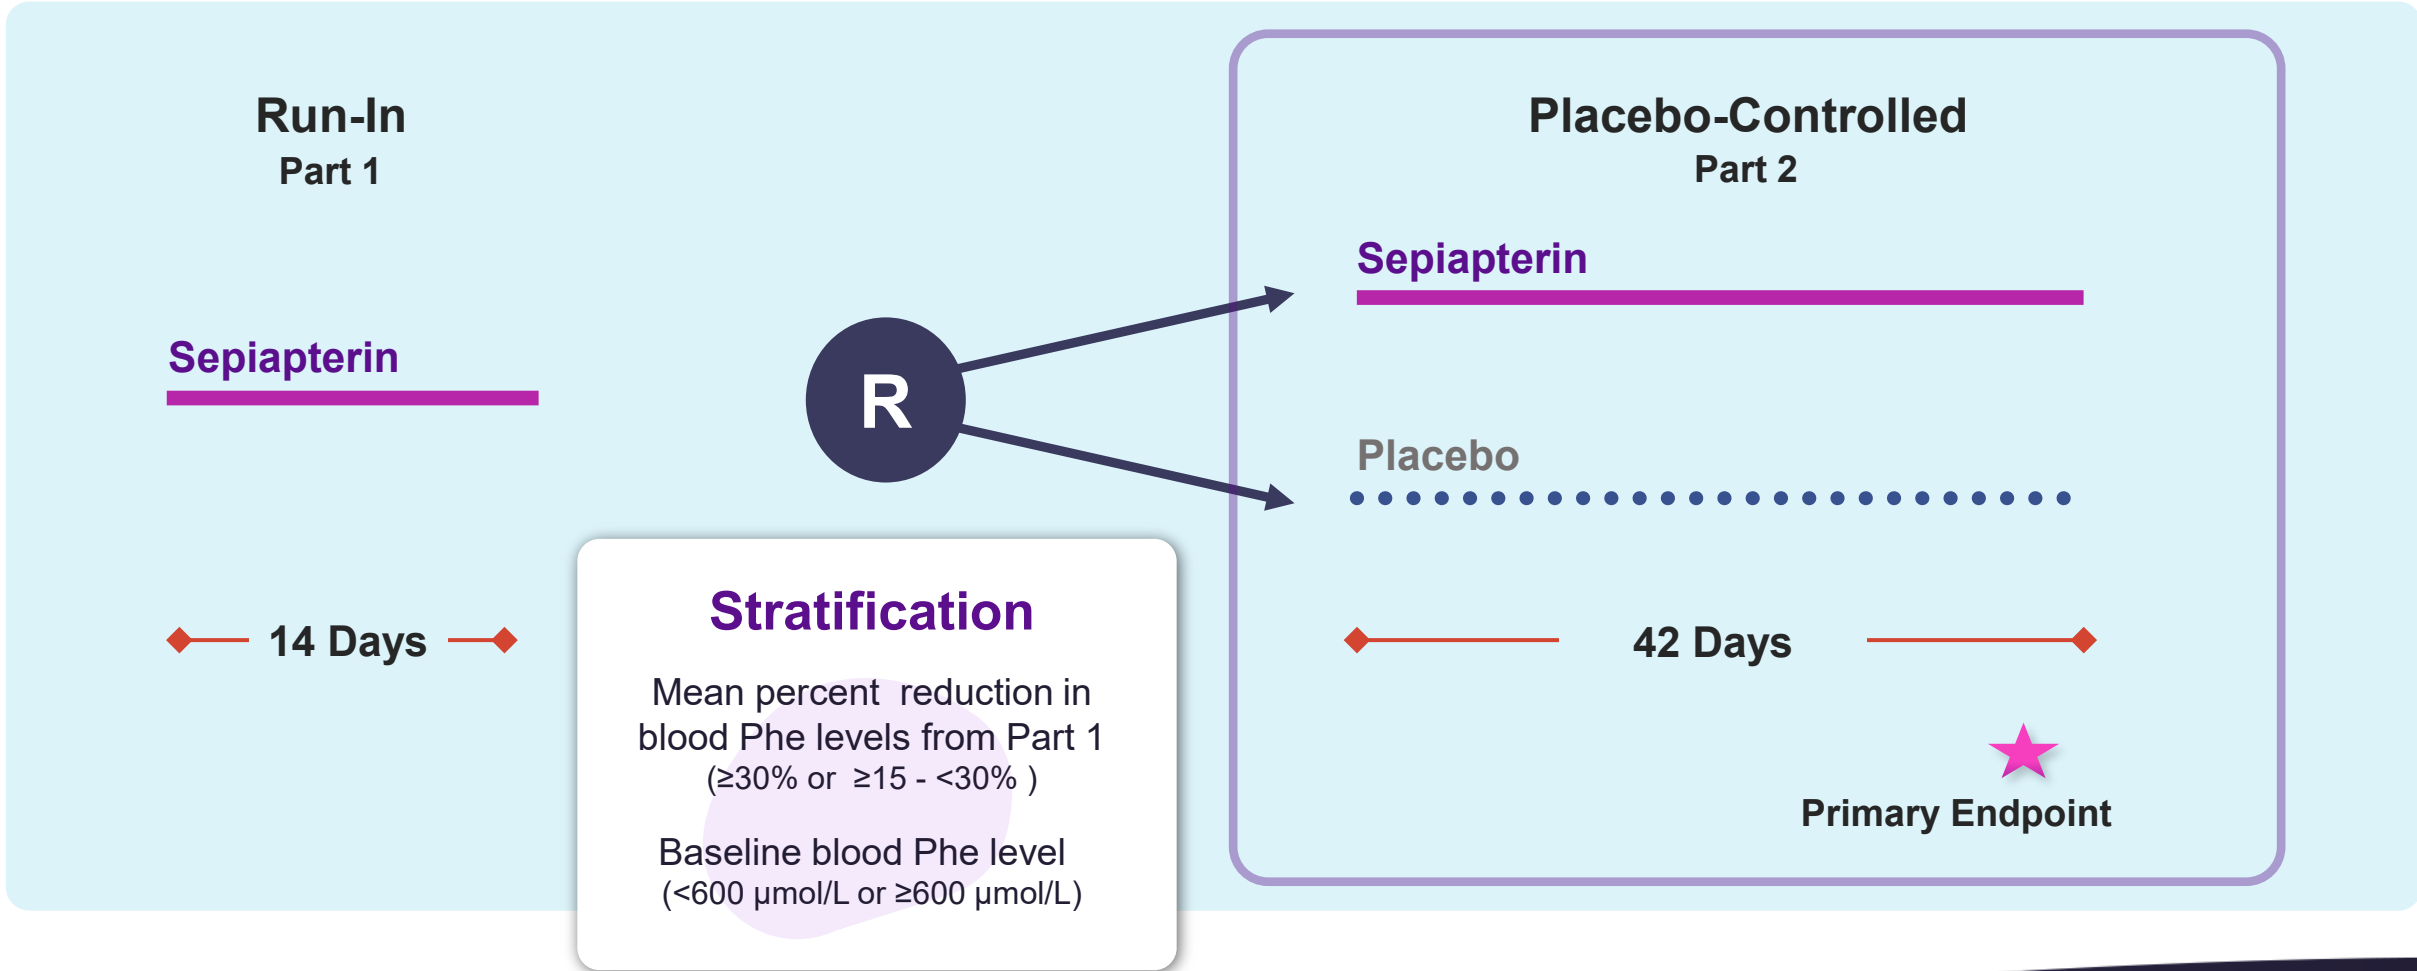 Run-In
Part 1
Sepiapterin
14 Days
R
Stratification
Mean percent  reduction in
blood Phe levels from Part 1
(≥30% or  ≥15 - <30% )
Baseline blood Phe level
(<600 μmol/L or ≥600 μmol/L)
Placebo-Controlled
Part 2
Sepiapterin
Placebo
42 Days
Primary Endpoint